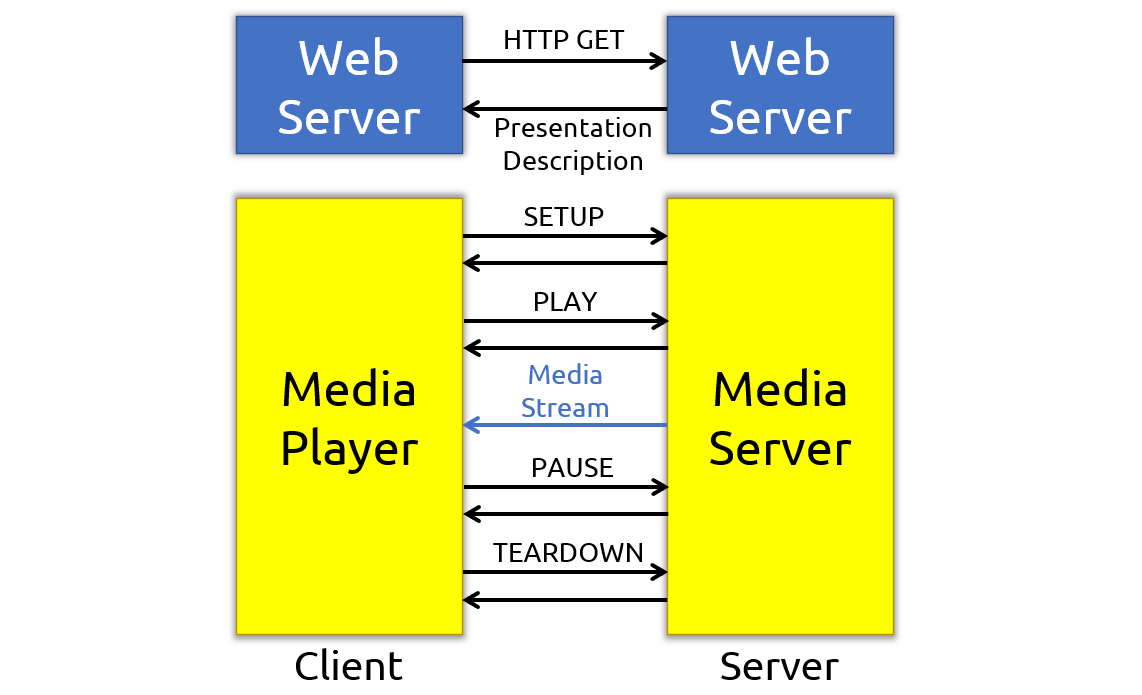 Web
Server
HTTP GET
Presentation
Description
Web
Server
Media
Player
SETUP
PLAY
Media
Stream
PAUSE
TEARDOWN
Media
Server
Client
Server